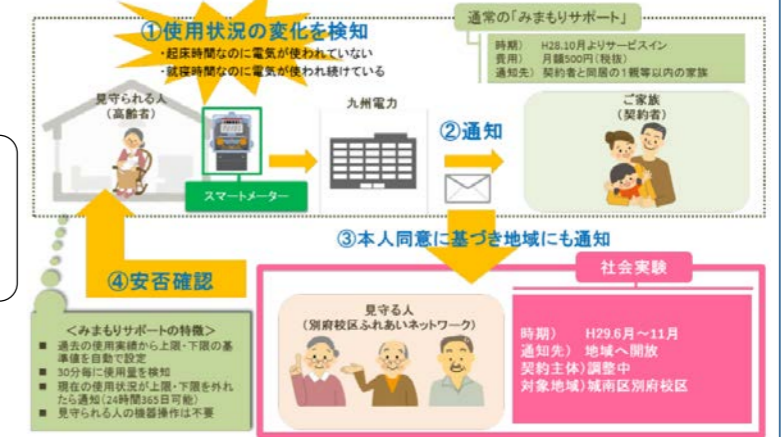 ①使用状況の変化を検知
・起床時間なのに電気が使われていない
・就寝時間なのに電気が使われ続けている
通常の「みまもりサポート」
時期） H28.10月よりサービスイン
費用） 月額500円（税抜）
通知先） 契約者と同居の1親等以内の家族
見守られる人
（高齢者）
スマートメーター
九州電力
②通知
ご家族
（契約者）
③本人同意に基づき地域にも通知
④安否確認
＜みまもりサポートの特徴＞
■ 過去の使用実績から上限・下限の基
準値を自動で設定
■ 30分毎に使用量を検知
■ 現在の使用状況が上限・下限を外れ
たら通知（24時間365日可能）
■ 見守られる人の機器操作は不要
見守る人
（別府校区ふれあいネットワーク）
社会実験
時期） H29.6月～11月
通知先） 地域へ開放
契約主体）調整中
対象地域）城南区別府校区